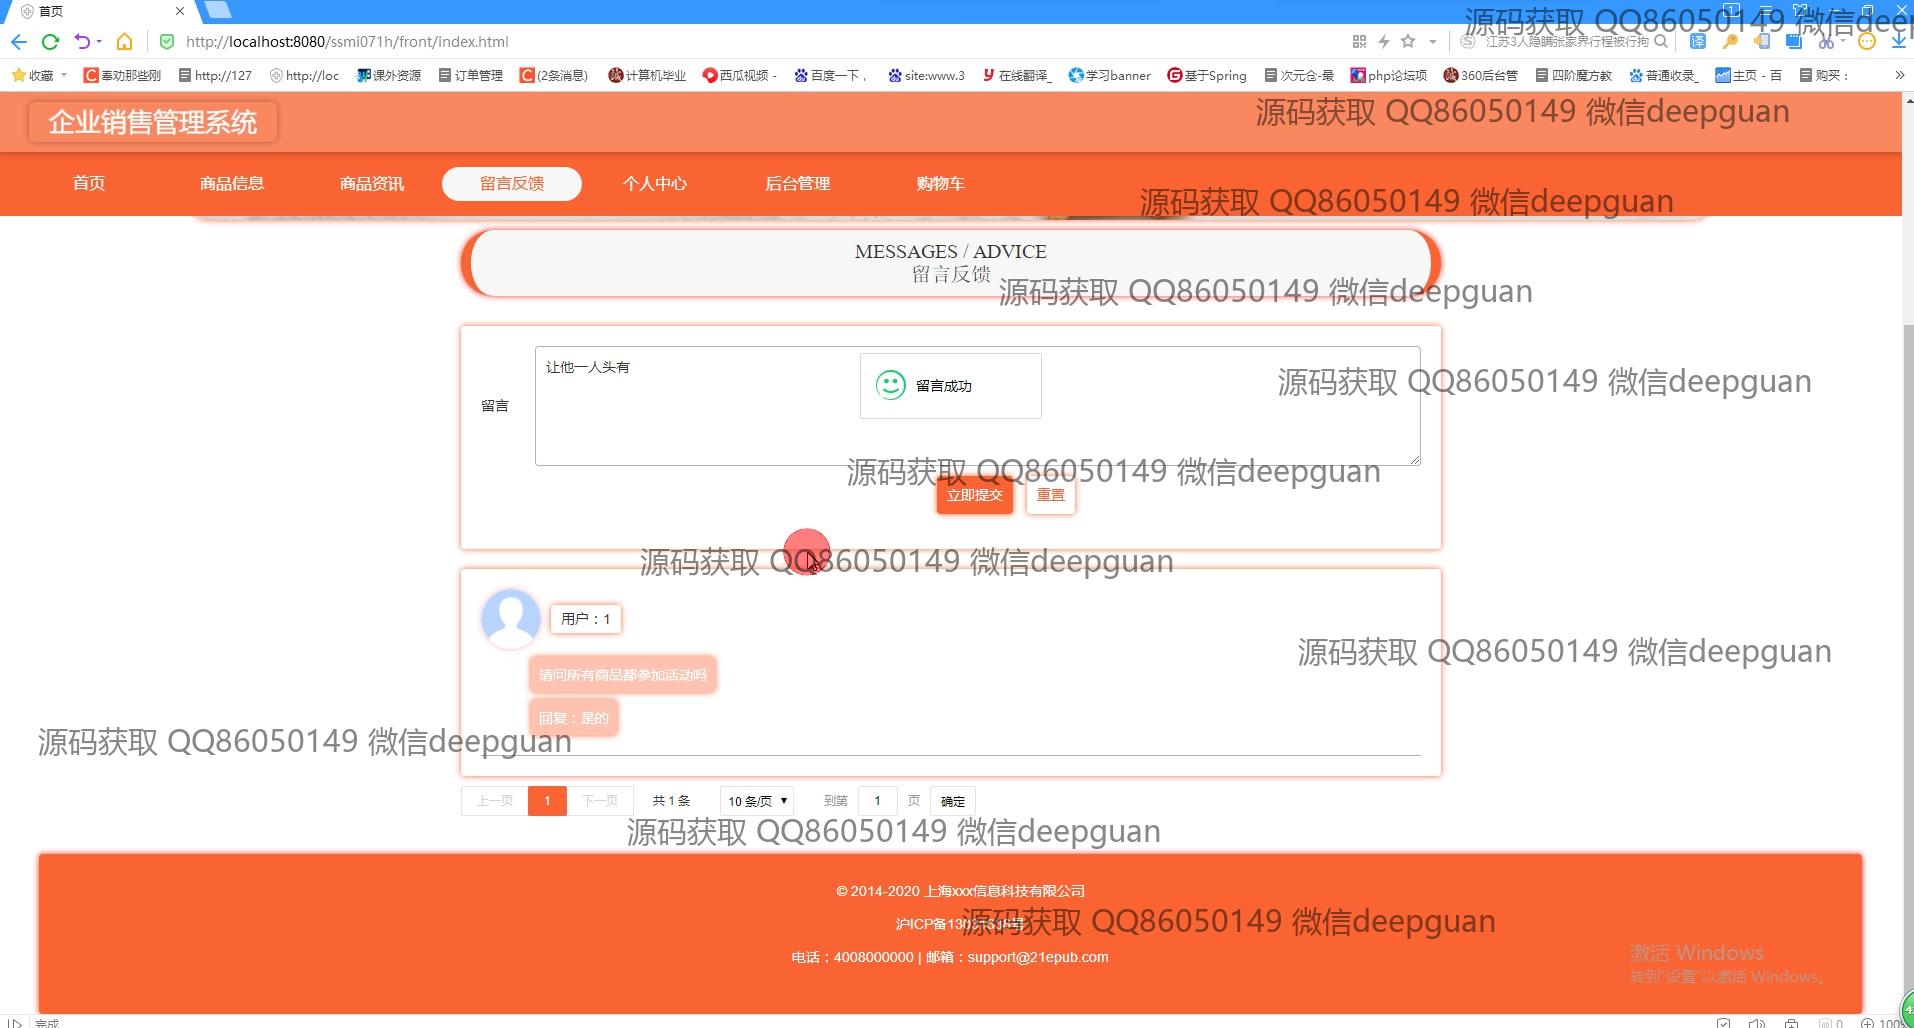 首页
http://localhost:8080/ssmi071h/front/index.html
江苏3人隐瞒张家界行程被行拘
收藏 奉劝那些刚 http://127 http://loc 课外资源 订单管理 (2条消息) 计算机毕业 西瓜视频 - 百度一下， site:www.3 在线翻译_ 学习banner 基于Spring 次元仓-最 php论坛项 360后台管 四阶魔方教 普通收录_ 主页 - 百 购买：
源码获取 QQ86050149 微信deep
企业销售管理系统
源码获取 QQ86050149 微信deepguan
首页 商品信息 商品资讯 留言反馈 个人中心 后台管理 购物车
源码获取 QQ86050149 微信deepguan
MESSAGES / ADVICE
留言反馈
源码获取 QQ86050149 微信deepguan
留言
让他一人头有
留言成功
源码获取 QQ86050149 微信deepguan
源码获取 QQ86050149 微信deepguan
立即提交 重置
源码获取 QQ86050149 微信deepguan
用户：1
请问所有商品都参加活动吗
源码获取 QQ86050149 微信deepguan
回复：是的
源码获取 QQ86050149 微信deepguan
上一页 1 下一页 共 1 条 10 条/页 到第 1 页 确定
源码获取 QQ86050149 微信deepguan
© 2014-2020 上海xxx信息科技有限公司
沪ICP备
源码获取 QQ86050149 微信deepguan
电话：4008000000 | 邮箱：support@21epub.com
激活 Windows
转到"设置"以激活 Windows。
完成